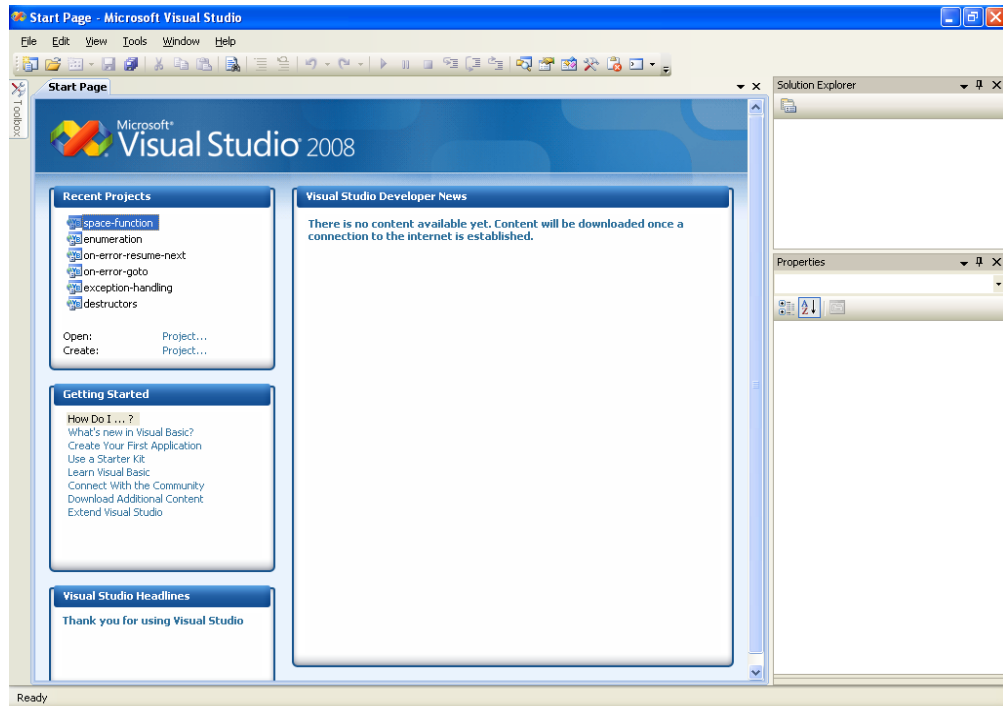 Start Page - Microsoft Visual Studio
File Edit View Tools Window Help
Toolbox
Start Page
Microsoft®
Visual Studio® 2008
Recent Projects
space-function
enumeration
on-error-resume-next
on-error-goto
exception-handling
destructors
Open: Project...
Create: Project...
Getting Started
How Do I ... ?
What's new in Visual Basic?
Create Your First Application
Use a Starter Kit
Learn Visual Basic
Connect With the Community
Download Additional Content
Extend Visual Studio
Visual Studio Headlines
Thank you for using Visual Studio
Visual Studio Developer News
There is no content available yet. Content will be downloaded once a
connection to the internet is established.
Solution Explorer
Properties
Ready